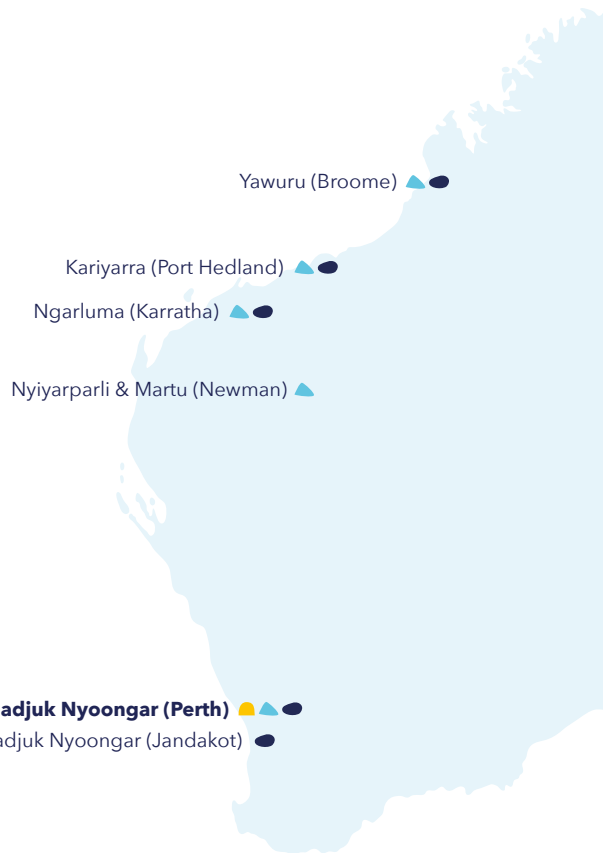 Yawuru (Broome)
Kariyarra (Port Hedland)
Ngarluma (Karratha)
Nyiyarparli & Martu (Newman)
adjuk Nyoongar (Perth)
adjuk Nyoongar (Jandakot)